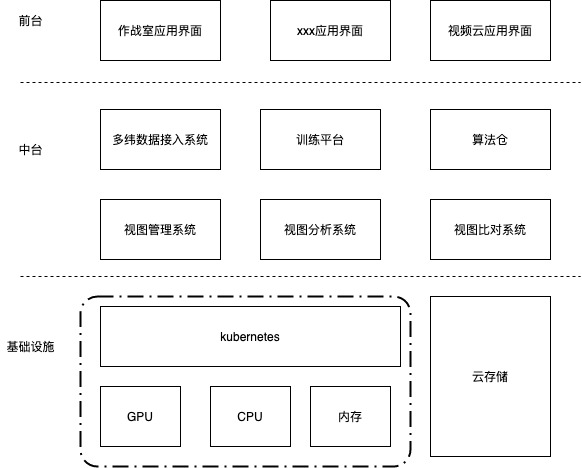 前台
作战室应用界面
xxx应用界面
视频云应用界面
中台
多纬数据接入系统
训练平台
算法仓
视图管理系统
视图分析系统
视图比对系统
基础设施
kubernetes
云存储
GPU
CPU
内存